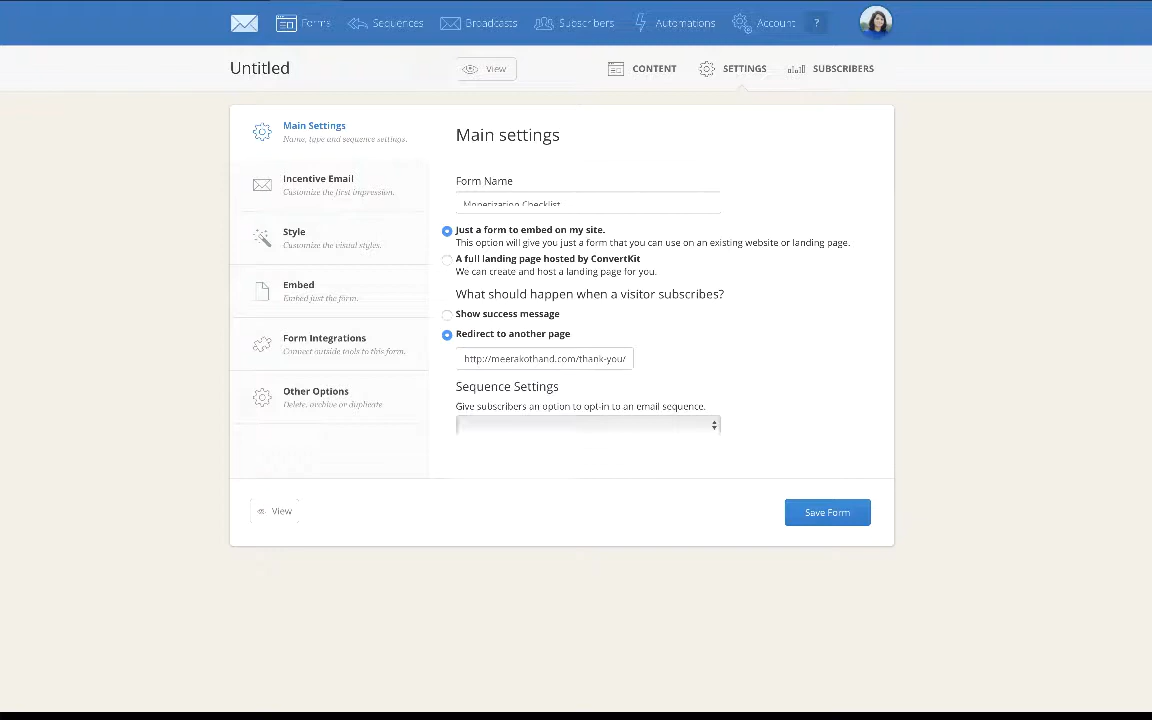 Forms Sequences Broadcasts Subscribers Automations Account ?
Untitled View CONTENT SETTINGS SUBSCRIBERS
Main Settings
Name, type and sequence settings.
Incentive Email
Customize the first impression.
Style
Customize the visual styles.
Embed
Embed just the form.
Form Integrations
Connect outside tools to this form.
Other Options
Delete, archive or duplicate
Main settings
Form Name
Monetization Checklist
Just a form to embed on my site.
This option will give you just a form that you can use on an existing website or landing page.
A full landing page hosted by ConvertKit
We can create and host a landing page for you.
What should happen when a visitor subscribes?
Show success message
Redirect to another page
http://meerakothand.com/thank-you/
Sequence Settings
Give subscribers an option to opt-in to an email sequence.
View
Save Form